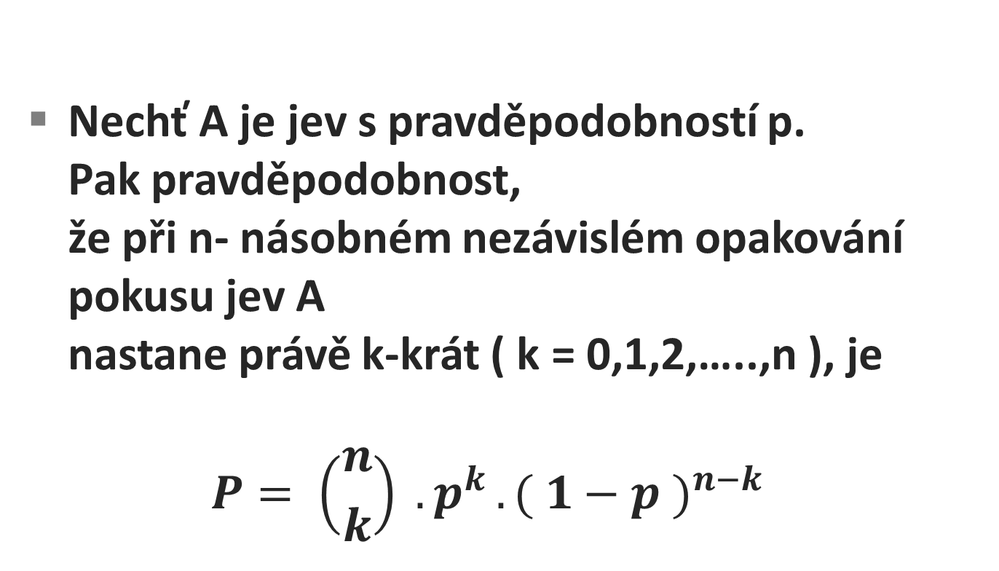 ▪ Nechť A je jev s pravděpodobností p.
Pak pravděpodobnost,
že při n- násobném nezávislém opakování
pokusu jev A
nastane právě k-krát ( k = 0,1,2,…..,n ), je
$P = \binom{n}{k} . p^{k} . ( 1 - p )^{n-k}$